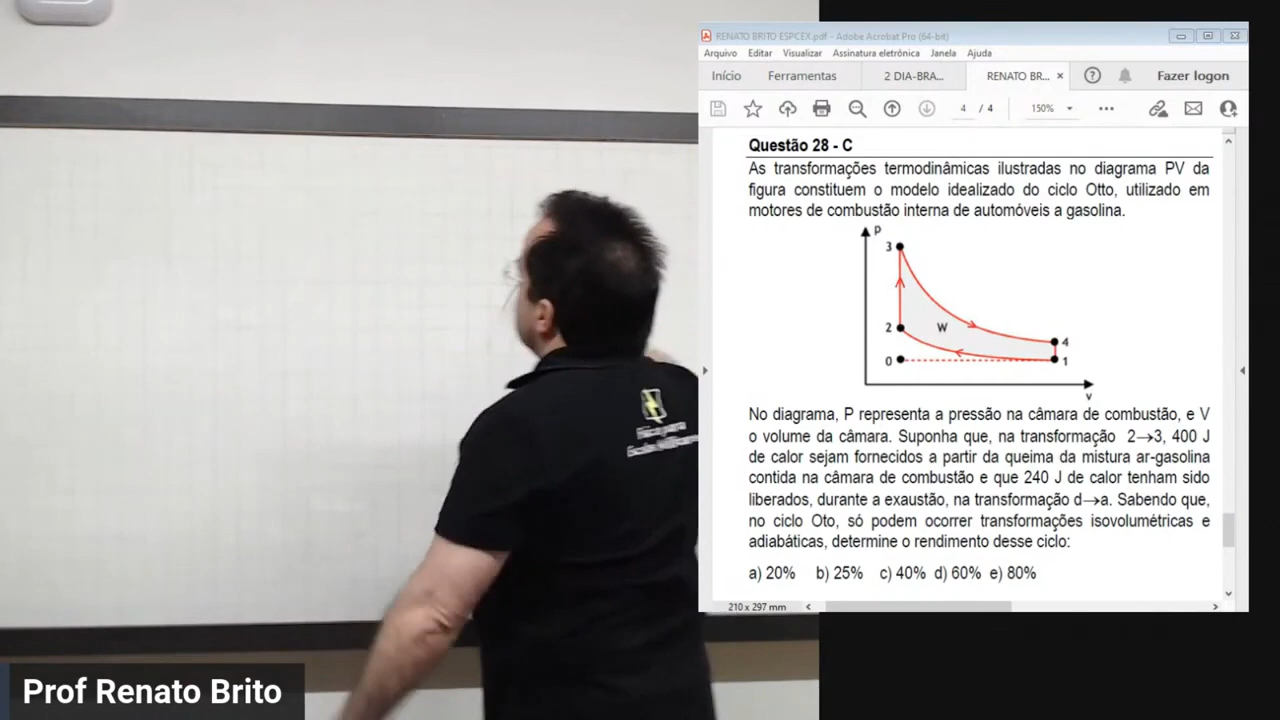 RENATO BRITO ESPCEX.pdf - Adobe Acrobat Pro (64-bit)
Arquivo Editar Visualizar Assinatura eletrônica Janela Ajuda
Início Ferramentas 2 DIA-BRA... RENATO BR... × Fazer logon
4 / 4 150%
Questão 28 - C
As transformações termodinâmicas ilustradas no diagrama PV da
figura constituem o modelo idealizado do ciclo Otto, utilizado em
motores de combustão interna de automóveis a gasolina.
P
3
2
W
4
0
1
V
No diagrama, P representa a pressão na câmara de combustão, e V
o volume da câmara. Suponha que, na transformação 2→3, 400 J
de calor sejam fornecidos a partir da queima da mistura ar-gasolina
contida na câmara de combustão e que 240 J de calor tenham sido
liberados, durante a exaustão, na transformação d→a. Sabendo que,
no ciclo Oto, só podem ocorrer transformações isovolumétricas e
adiabáticas, determine o rendimento desse ciclo:
a) 20% b) 25% c) 40% d) 60% e) 80%
210 x 297 mm
Prof Renato Brito